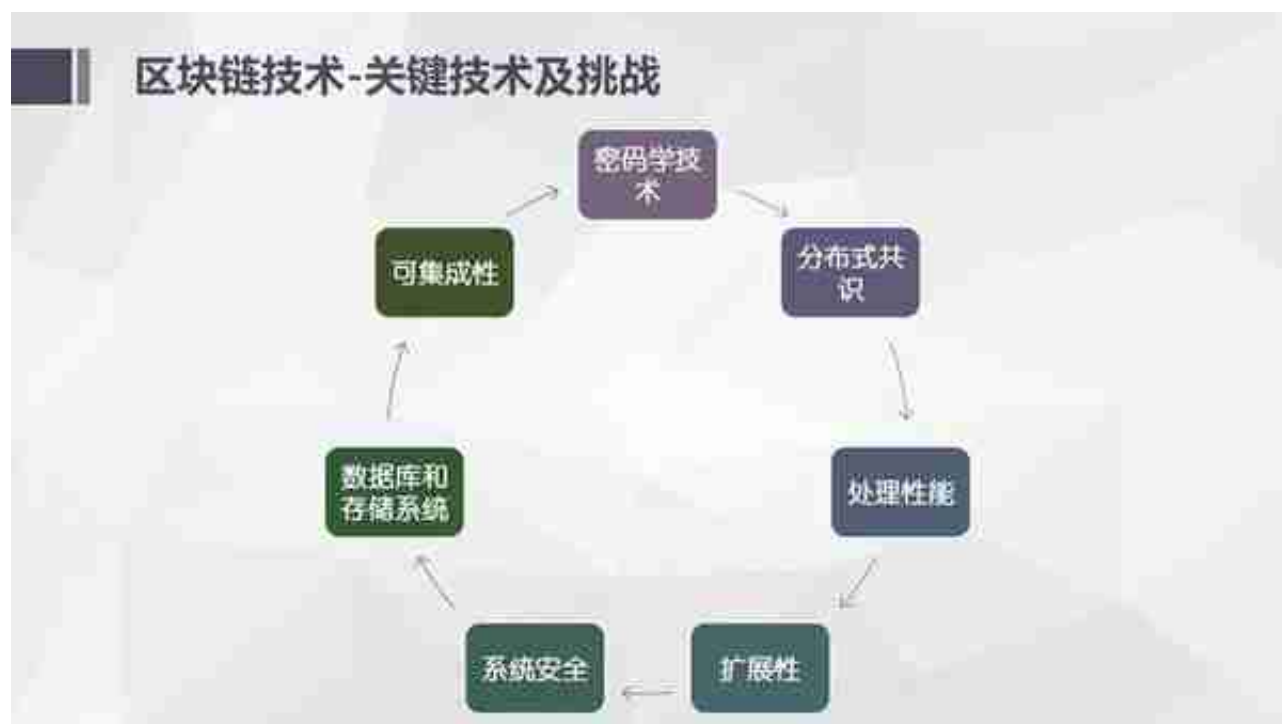 区块链技术-关键技术及挑战
密码学技
术
分布式共
识
处理性能
扩展性
系统安全
数据库和
存储系统
可集成性